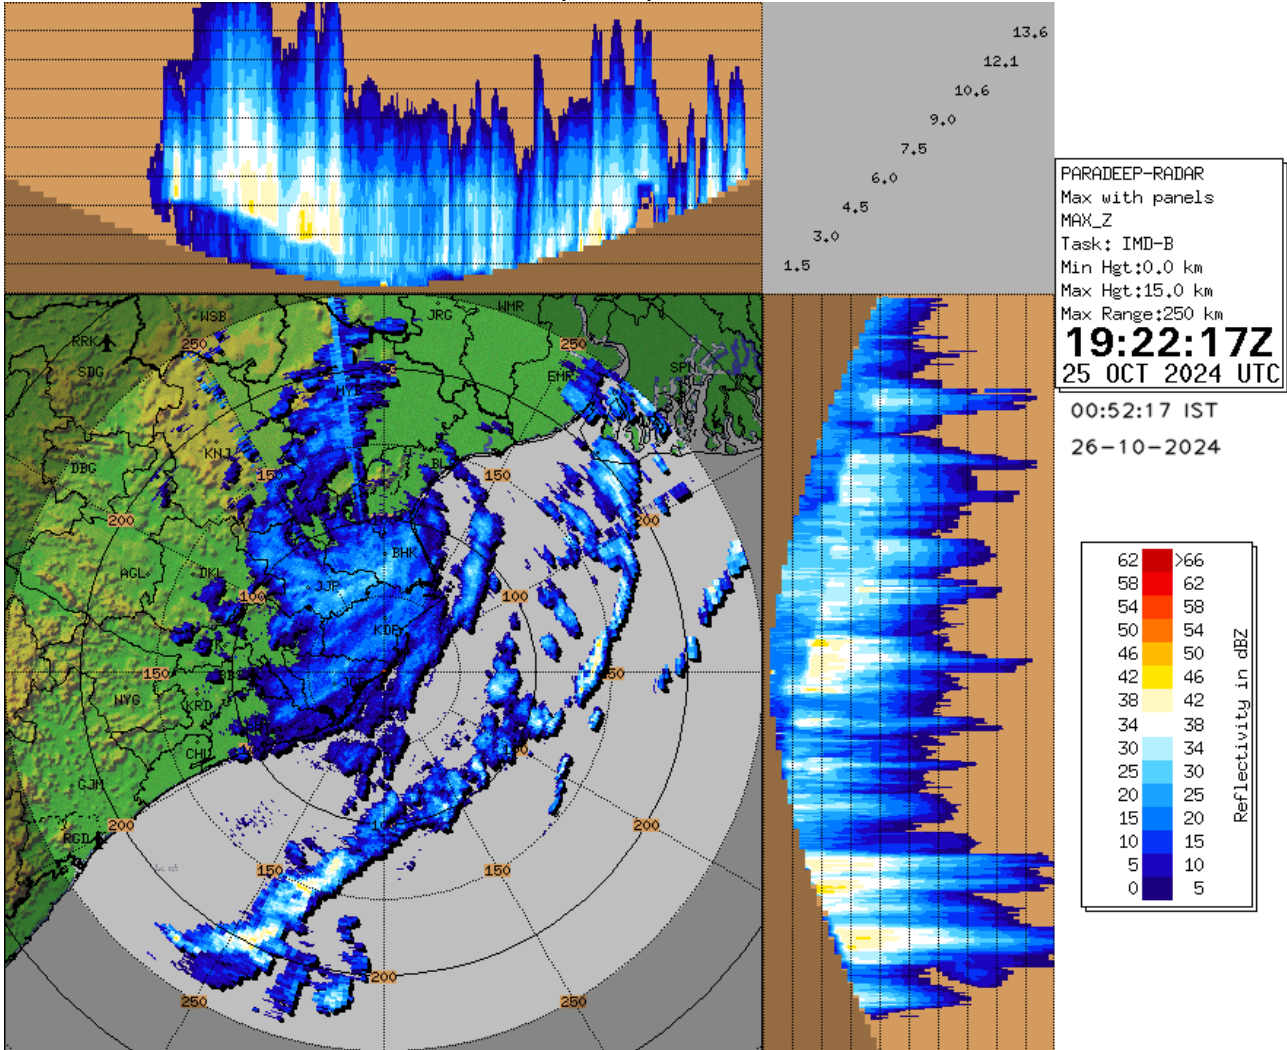 13.6
12.1
10.6
9.0
7.5
6.0
4.5
3.0
1.5
PARADEEP-RADAR
Max with panels
MAX_Z
Task: IMD-B
Min Hgt:0.0 km
Max Hgt:15.0 km
Max Range:250 km
19:22:17Z
25 OCT 2024 UTC
00:52:17 IST
26-10-2024
62 >66
58 62
54 58
50 54
46 50
42 46
38 42
34 38
30 34
25 30
20 25
15 20
10 15
5 10
0 5
Reflectivity in dBZ
WSB
JRG
WMR
RRK
250
250
SDG
EMR
SPN
KNJ
DBG
150
150
200
200
BHK
AGL
DKL
JJP
100
100
KDP
150
NYG
KRD
CHU
100
GJM
200
100
200
RGD
150
150
200
250
250